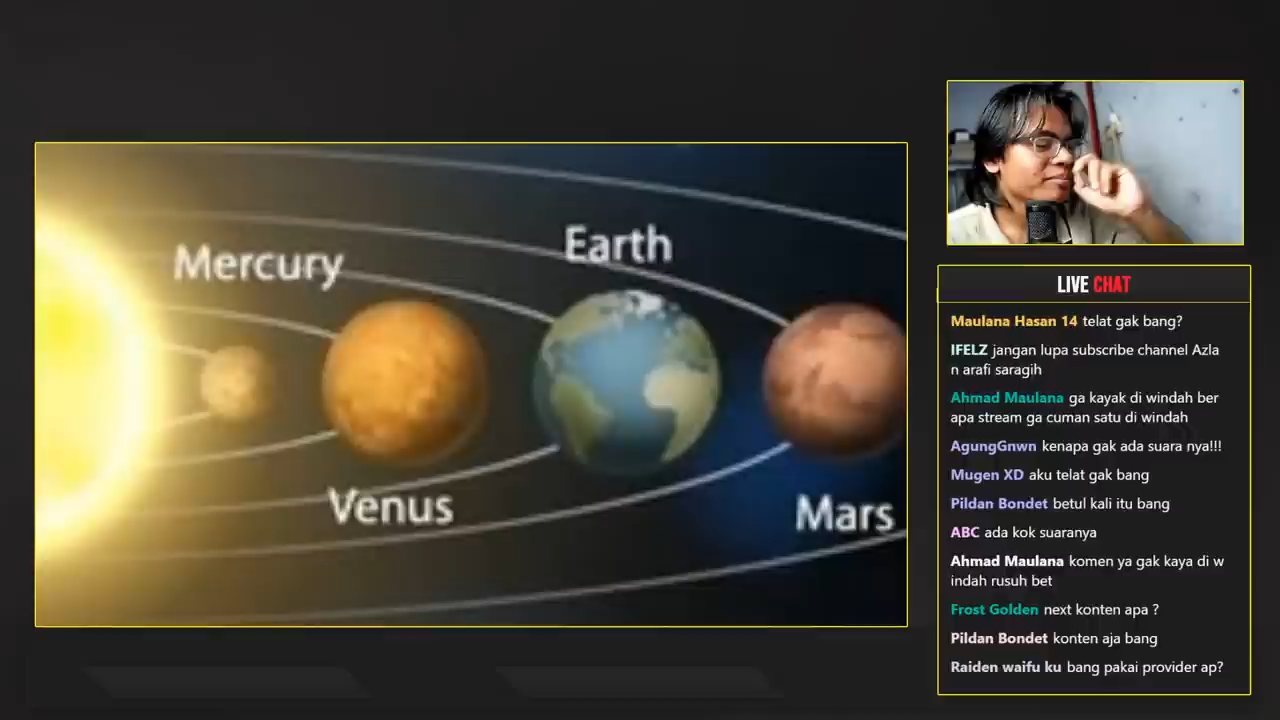 Mercury
Earth
Venus
Mars
LIVE CHAT
Maulana Hasan 14 telat gak bang?
IFELZ jangan lupa subscribe channel Azla
n arafi saragih
Ahmad Maulana ga kayak di windah ber
apa stream ga cuman satu di windah
AgungGnwn kenapa gak ada suara nya!!!
Mugen XD aku telat gak bang
Pildan Bondet betul kali itu bang
ABC ada kok suaranya
Ahmad Maulana komen ya gak kaya di w
indah rusuh bet
Frost Golden next konten apa ?
Pildan Bondet konten aja bang
Raiden waifu ku bang pakai provider ap?